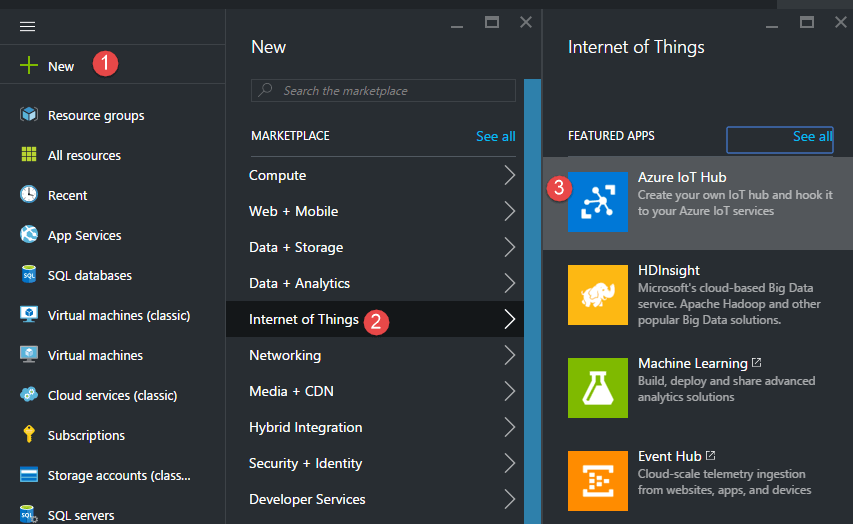 New
1
Resource groups
All resources
Recent
App Services
SQL databases
Virtual machines (classic)
Virtual machines
Cloud services (classic)
Subscriptions
Storage accounts (class...
SQL servers
New
Search the marketplace
MARKETPLACE
See all
Compute
Web + Mobile
Data + Storage
Data + Analytics
Internet of Things
2
Networking
Media + CDN
Hybrid Integration
Security + Identity
Developer Services
Internet of Things
FEATURED APPS
See all
3
Azure IoT Hub
Create your own IoT hub and hook it
to your Azure IoT services
HDInsight
Microsoft's cloud-based Big Data
service. Apache Hadoop and other
popular Big Data solutions.
Machine Learning
Build, deploy and share advanced
analytics solutions
Event Hub
Cloud-scale telemetry ingestion
from websites, apps, and devices